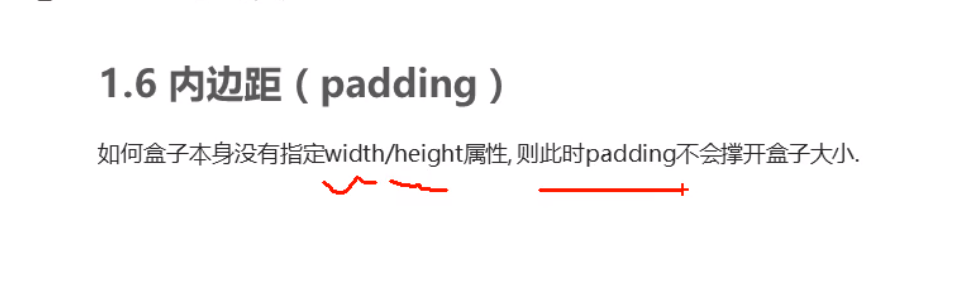 1.6 内边距（padding）
如何盒子本身没有指定width/height属性, 则此时padding不会撑开盒子大小.